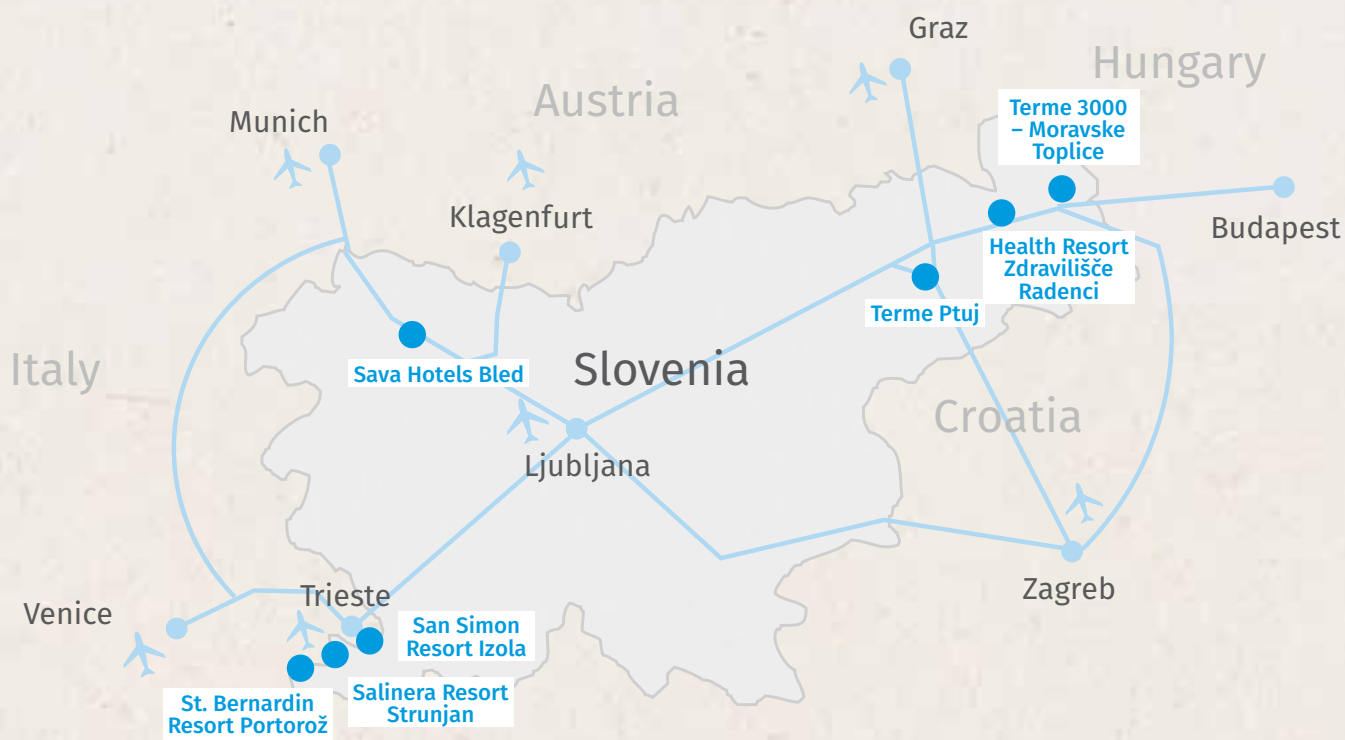 Graz
Hungary
Austria
Terme 3000
– Moravske
Toplice
Munich
Klagenfurt
Budapest
Health Resort
Zdravilišče
Radenci
Terme Ptuj
Italy
Sava Hotels Bled
Slovenia
Croatia
Ljubljana
Zagreb
Trieste
Venice
San Simon
Resort Izola
Salinera Resort
Strunjan
St. Bernardin
Resort Portorož